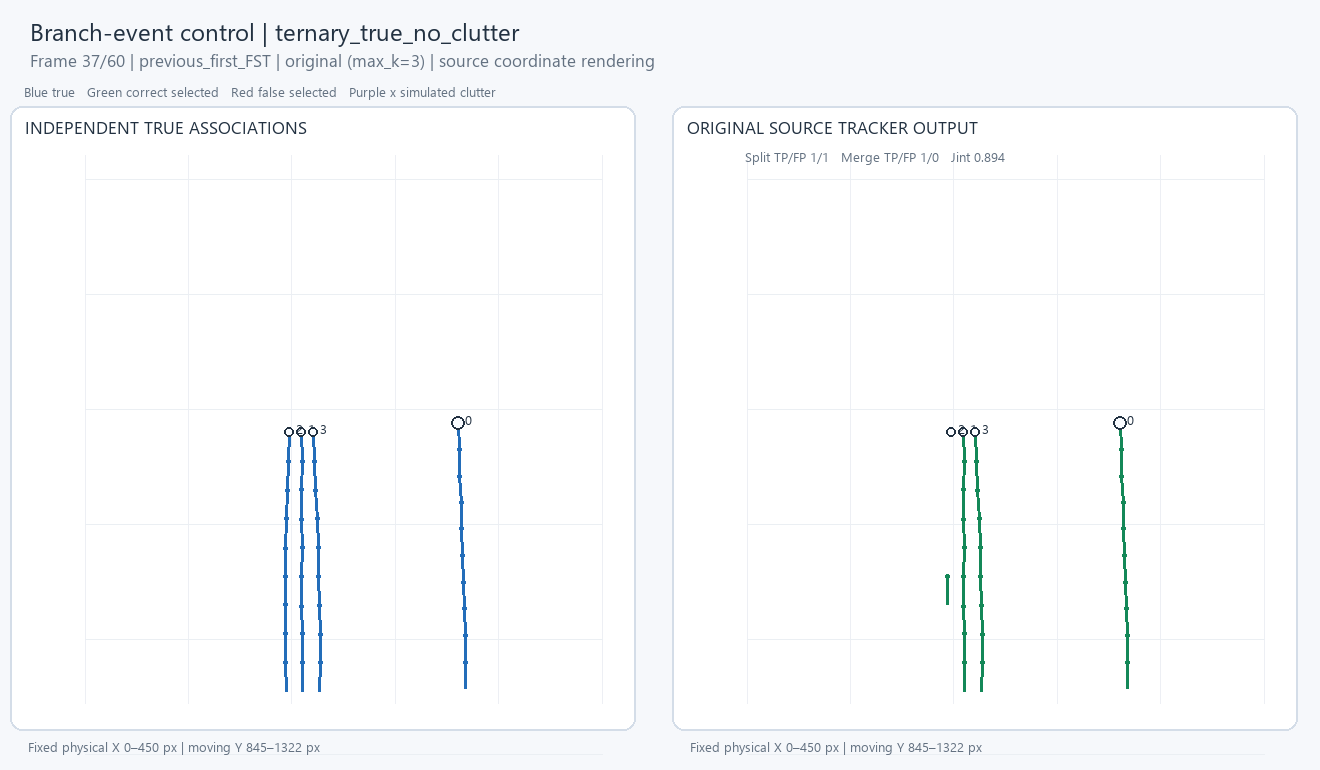 Branch-event control | ternary_true_no_clutter
Frame 37/60 | previous_first_FST | original (max_k=3) | source coordinate rendering
Blue true Green correct selected Red false selected Purple x simulated clutter
INDEPENDENT TRUE ASSOCIATIONS
2 1 3
0
Fixed physical X 0–450 px | moving Y 845–1322 px
ORIGINAL SOURCE TRACKER OUTPUT
Split TP/FP 1/1 Merge TP/FP 1/0 Jint 0.894
2 1 3
0
Fixed physical X 0–450 px | moving Y 845–1322 px